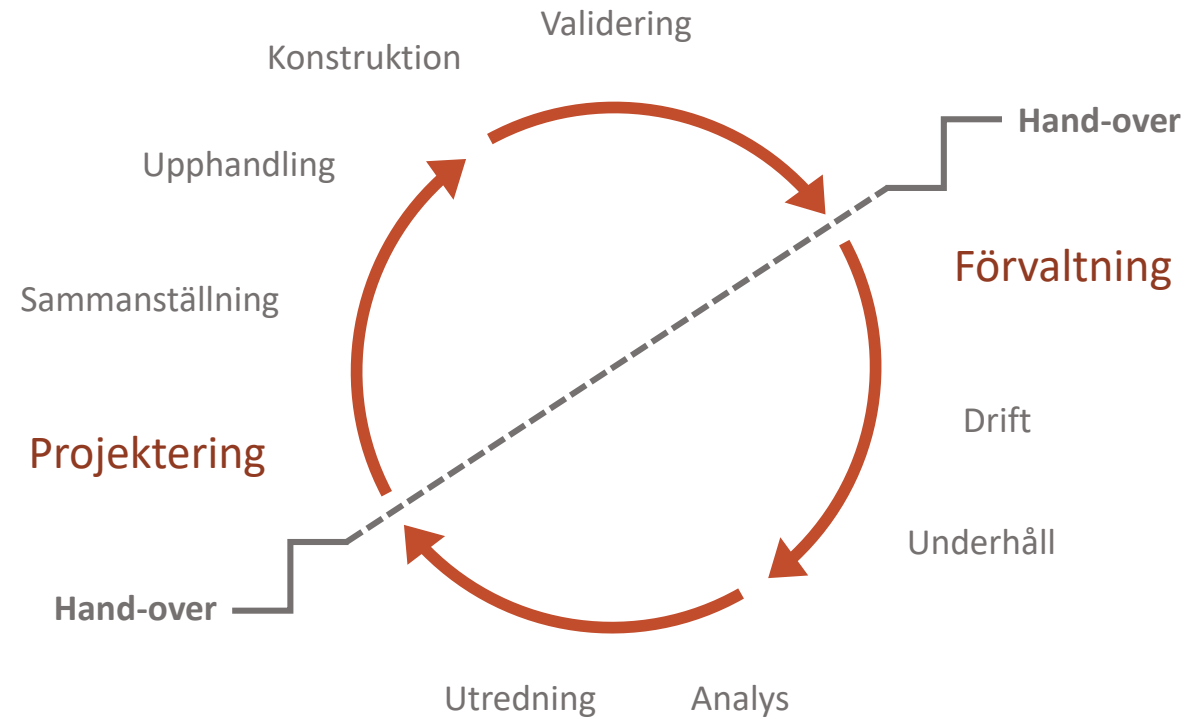 Validering
Konstruktion
Hand-over
Upphandling
Förvaltning
Sammanställning
Drift
Projektering
Underhåll
Hand-over
Utredning
Analys